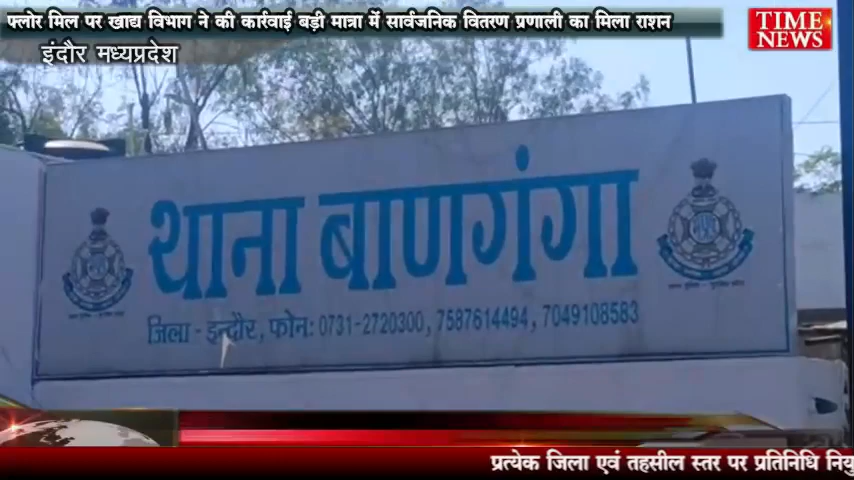 फ्लोर मिल पर खाद्य विभाग ने की कार्रवाई बड़ी मात्रा में सार्वजनिक वितरण प्रणाली का मिला राशन
TIME NEWS
इंदौर मध्यप्रदेश
थाना बाणगंगा
जिला - इन्दौर, फोन: 0731-2720300, 7587614494, 7049108583
प्रत्येक जिला एवं तहसील स्तर पर प्रतिनिधि नियु